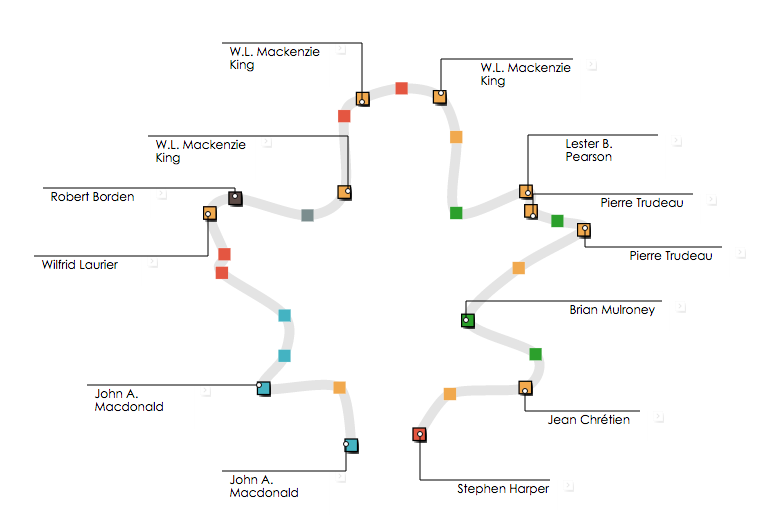 W.L. Mackenzie
King
W.L. Mackenzie
King
W.L. Mackenzie
King
Lester B.
Pearson
Robert Borden
Pierre Trudeau
Wilfrid Laurier
Pierre Trudeau
Brian Mulroney
John A.
Macdonald
Jean Chrétien
John A.
Macdonald
Stephen Harper